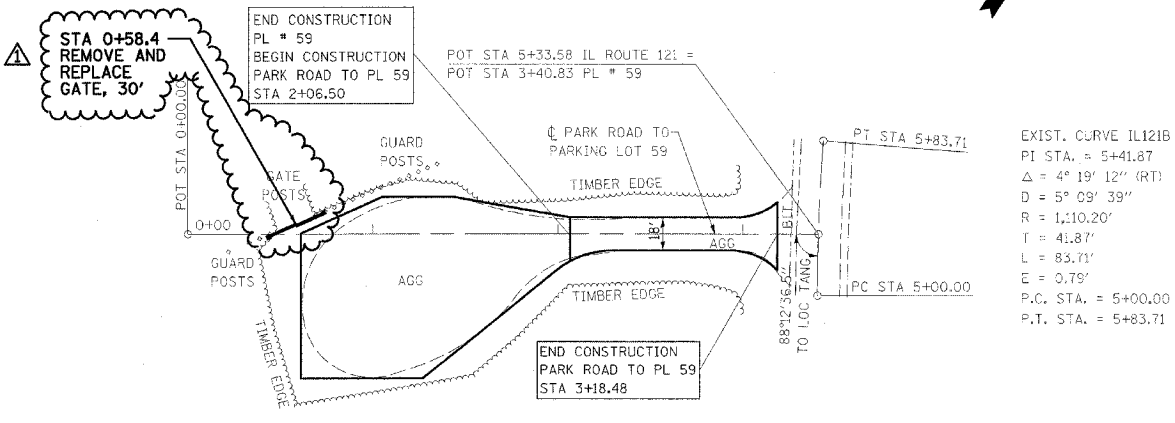 1
STA 0+58.4
REMOVE AND
REPLACE
GATE, 30'
END CONSTRUCTION
PL # 59
BEGIN CONSTRUCTION
PARK ROAD TO PL 59
STA 2+06.50
POT STA 5+33.58 IL ROUTE 121 =
POT STA 3+40.83 PL # 59
POT STA 0+00.00
0+00
GATE
POSTS
GUARD
POSTS
GUARD
POSTS
℄ PARK ROAD TO
PARKING LOT 59
TIMBER EDGE
18'
AGG
AGG
BIT
TIMBER EDGE
TIMBER EDGE
88°12'36.5"
TO LOC TANG
PT STA 5+83.71
PC STA 5+00.00
END CONSTRUCTION
PARK ROAD TO PL 59
STA 3+18.48
EXIST. CURVE IL121B
PI STA. = 5+41.87
Δ = 4° 19' 12" (RT)
D = 5° 09' 39"
R = 1,110.20'
T = 41.87'
L = 83.71'
E = 0.79'
P.C. STA. = 5+00.00
P.T. STA. = 5+83.71